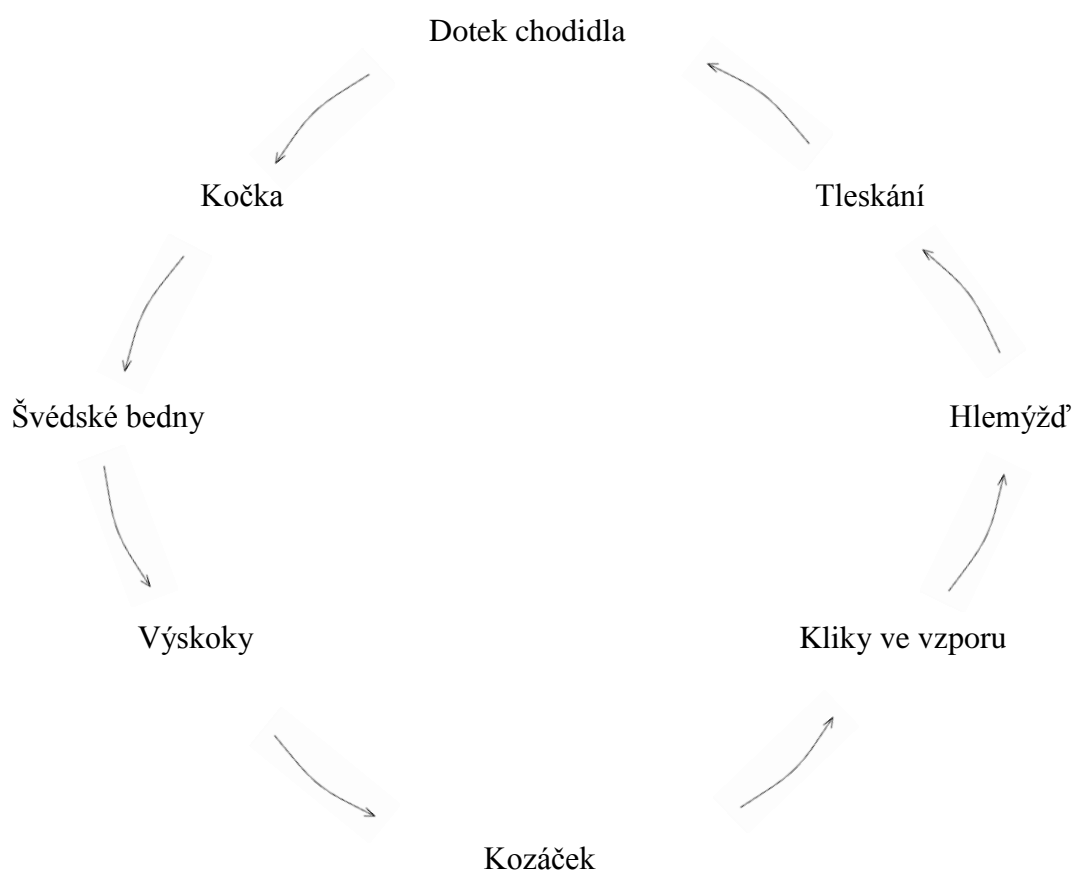 Dotek chodidla
Kočka
Tleskání
Švédské bedny
Hlemýžď
Výskoky
Kliky ve vzporu
Kozáček